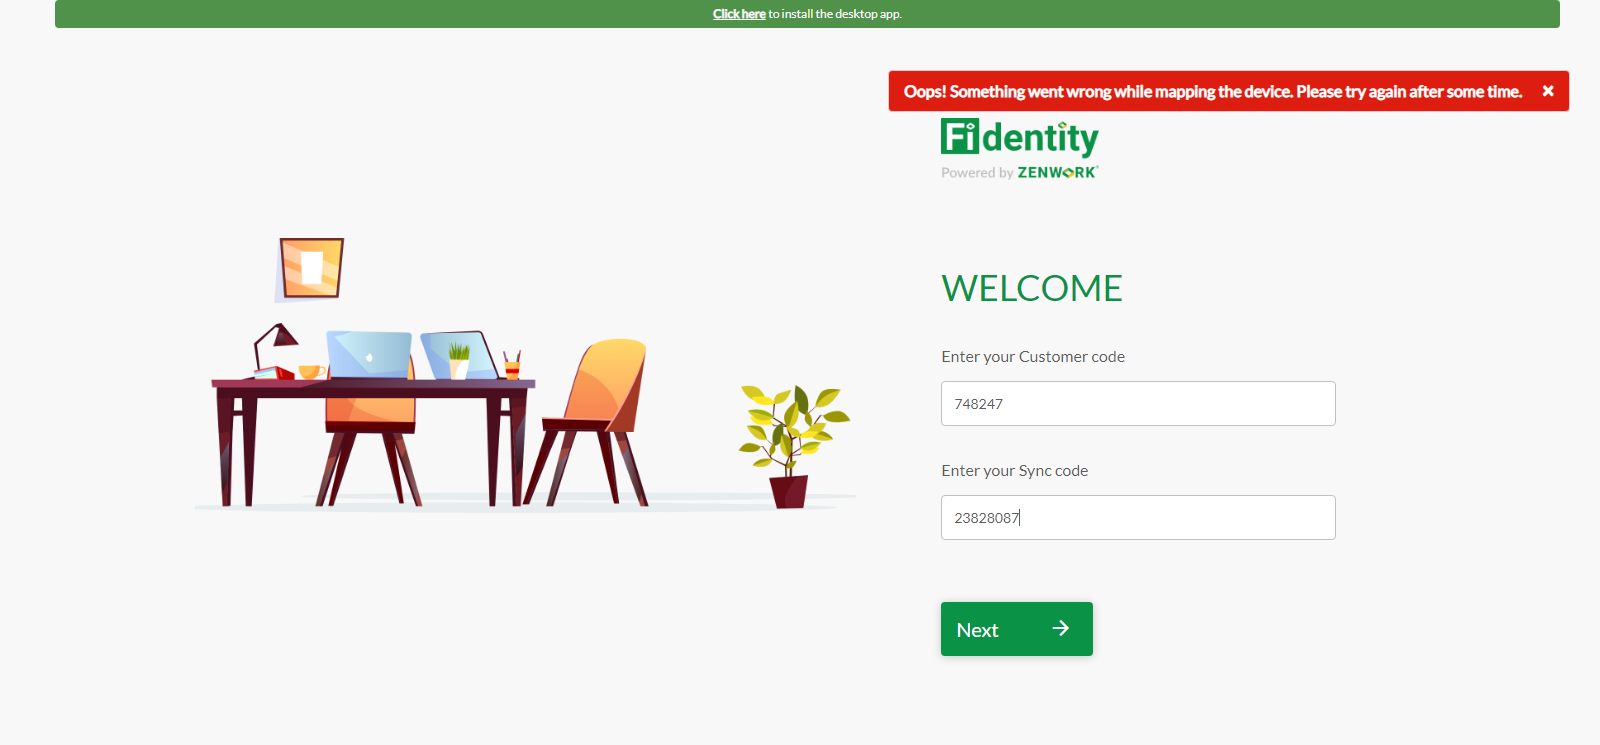 Click here to install the desktop app.
Oops! Something went wrong while mapping the device. Please try again after some time. ×
Fidentity
Powered by ZENWORK
WELCOME
Enter your Customer code
748247
Enter your Sync code
23828087
Next →